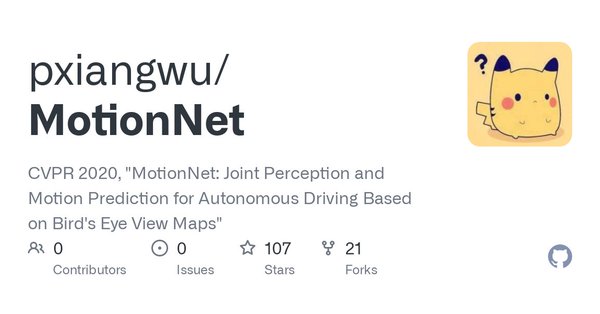 pxiangwu/
MotionNet
CVPR 2020, "MotionNet: Joint Perception and
Motion Prediction for Autonomous Driving Based
on Bird's Eye View Maps"
0 0 107 21
Contributors Issues Stars Forks
?